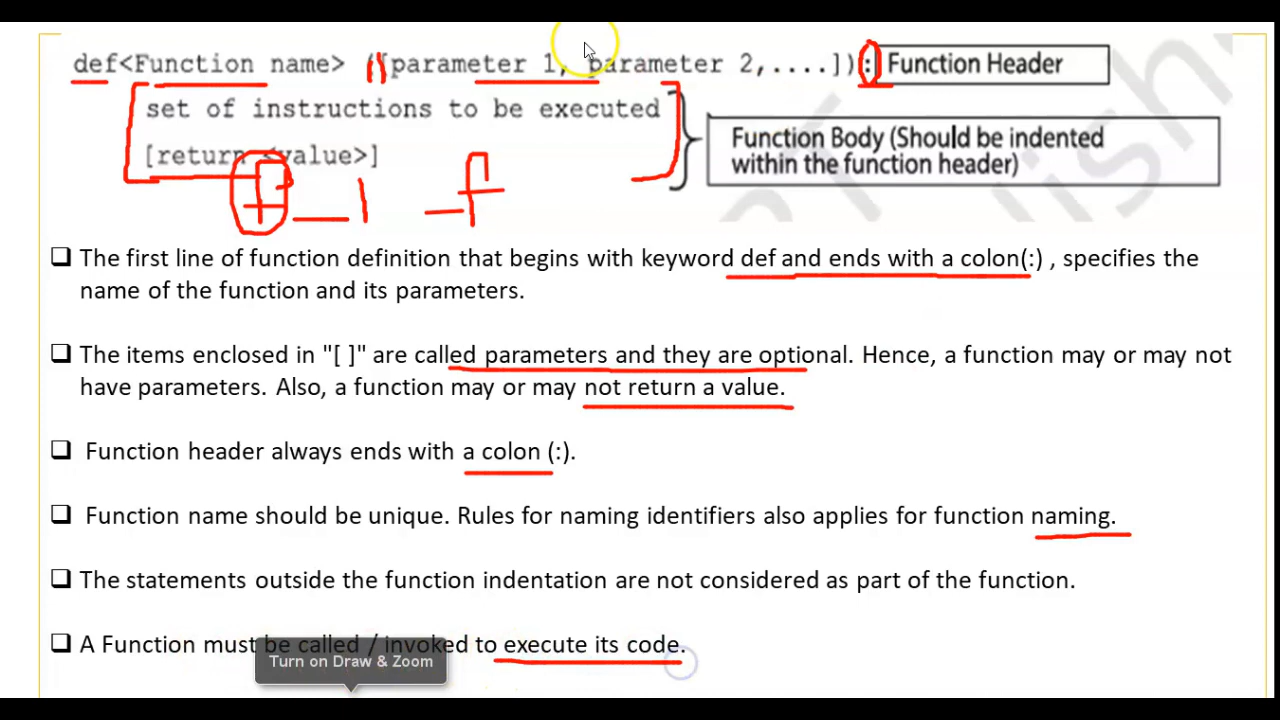 def<Function name> ([parameter 1, parameter 2,....]): Function Header
set of instructions to be executed
[return <value>]
Function Body (Should be indented
within the function header)
f_1 _f
❑ The first line of function definition that begins with keyword def and ends with a colon(:) , specifies the
name of the function and its parameters.
❑ The items enclosed in "[ ]" are called parameters and they are optional. Hence, a function may or may not
have parameters. Also, a function may or may not return a value.
❑ Function header always ends with a colon (:).
❑ Function name should be unique. Rules for naming identifiers also applies for function naming.
❑ The statements outside the function indentation are not considered as part of the function.
❑ A Function must be called / invoked to execute its code.
Turn on Draw & Zoom